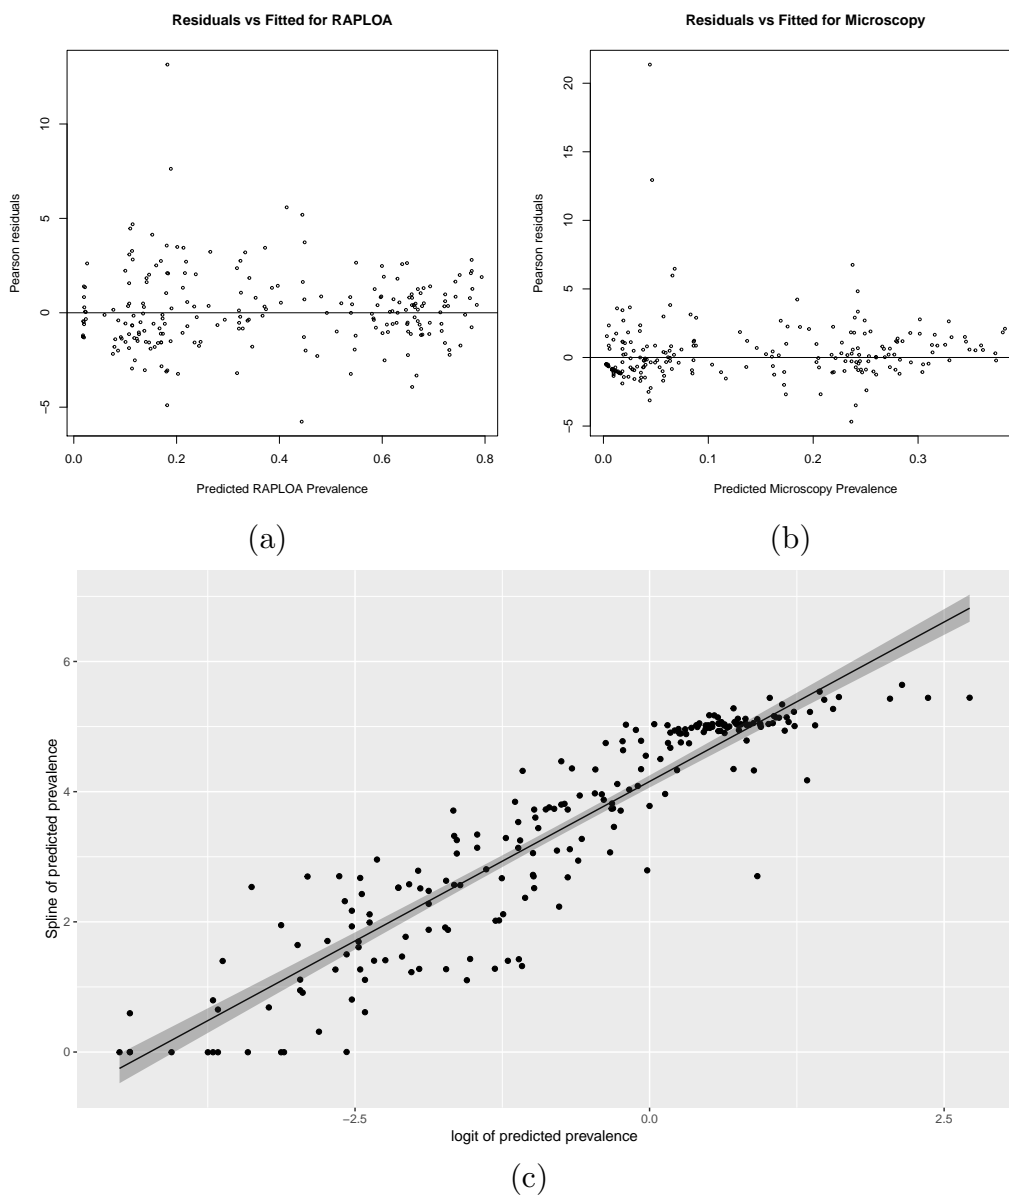 Residuals vs Fitted for RAPLOA
Pearson residuals
10
5
0
−5
0.0 0.2 0.4 0.6 0.8
Predicted RAPLOA Prevalence
(a)
Residuals vs Fitted for Microscopy
Pearson residuals
20
15
10
5
0
−5
0.0 0.1 0.2 0.3
Predicted Microscopy Prevalence
(b)
Spline of predicted prevalence
6
4
2
0
−2.5 0.0 2.5
logit of predicted prevalence
(c)